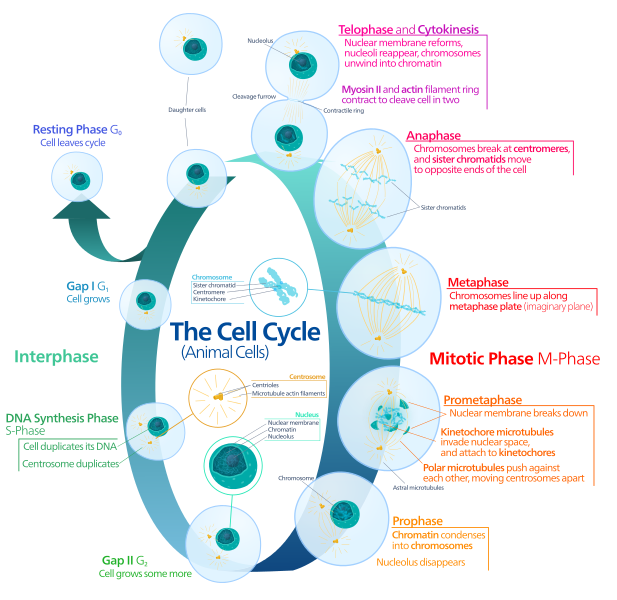 Telophase and Cytokinesis
Nuclear membrane reforms,
nucleoli reappear, chromosomes
unwind into chromatin
Myosin II and actin filament ring
contract to cleave cell in two
Nucleolus
Cleavage furrow
Contractile ring
Daughter cells
Resting Phase G₀
Cell leaves cycle
Anaphase
Chromosomes break at centromeres,
and sister chromatids move
to opposite ends of the cell
Sister chromatids
Gap I G₁
Cell grows
Chromosome
Sister chromatid
Centromere
Kinetochore
Metaphase
Chromosomes line up along
metaphase plate (imaginary plane)
The Cell Cycle
(Animal Cells)
Interphase
Mitotic Phase M-Phase
Centrosome
Centrioles
Microtubule actin filaments
Prometaphase
Nuclear membrane breaks down
Kinetochore microtubules
invade nuclear space,
and attach to kinetochores
Polar microtubules push against
each other, moving centrosomes apart
Astral microtubules
DNA Synthesis Phase
S-Phase
Cell duplicates its DNA
Centrosome duplicates
Nucleus
Nuclear membrane
Chromatin
Nucleolus
Chromosome
Prophase
Chromatin condenses
into chromosomes
Nucleolus disappears
Gap II G₂
Cell grows some more